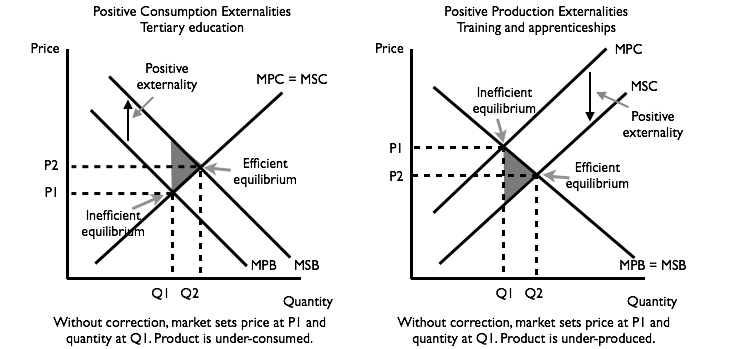 Positive Consumption Externalities
Tertiary education
Price
Positive
externality
MPC = MSC
P2
P1
Efficient
equilibrium
Inefficient
equilibrium
MPB
MSB
Q1
Q2
Quantity
Without correction, market sets price at P1 and
quantity at Q1. Product is under-consumed.
Positive Production Externalities
Training and apprenticeships
Price
MPC
MSC
Inefficient
equilibrium
Positive
externality
P1
P2
Efficient
equilibrium
MPB = MSB
Q1
Q2
Quantity
Without correction, market sets price at P1 and
quantity at Q1. Product is under-produced.